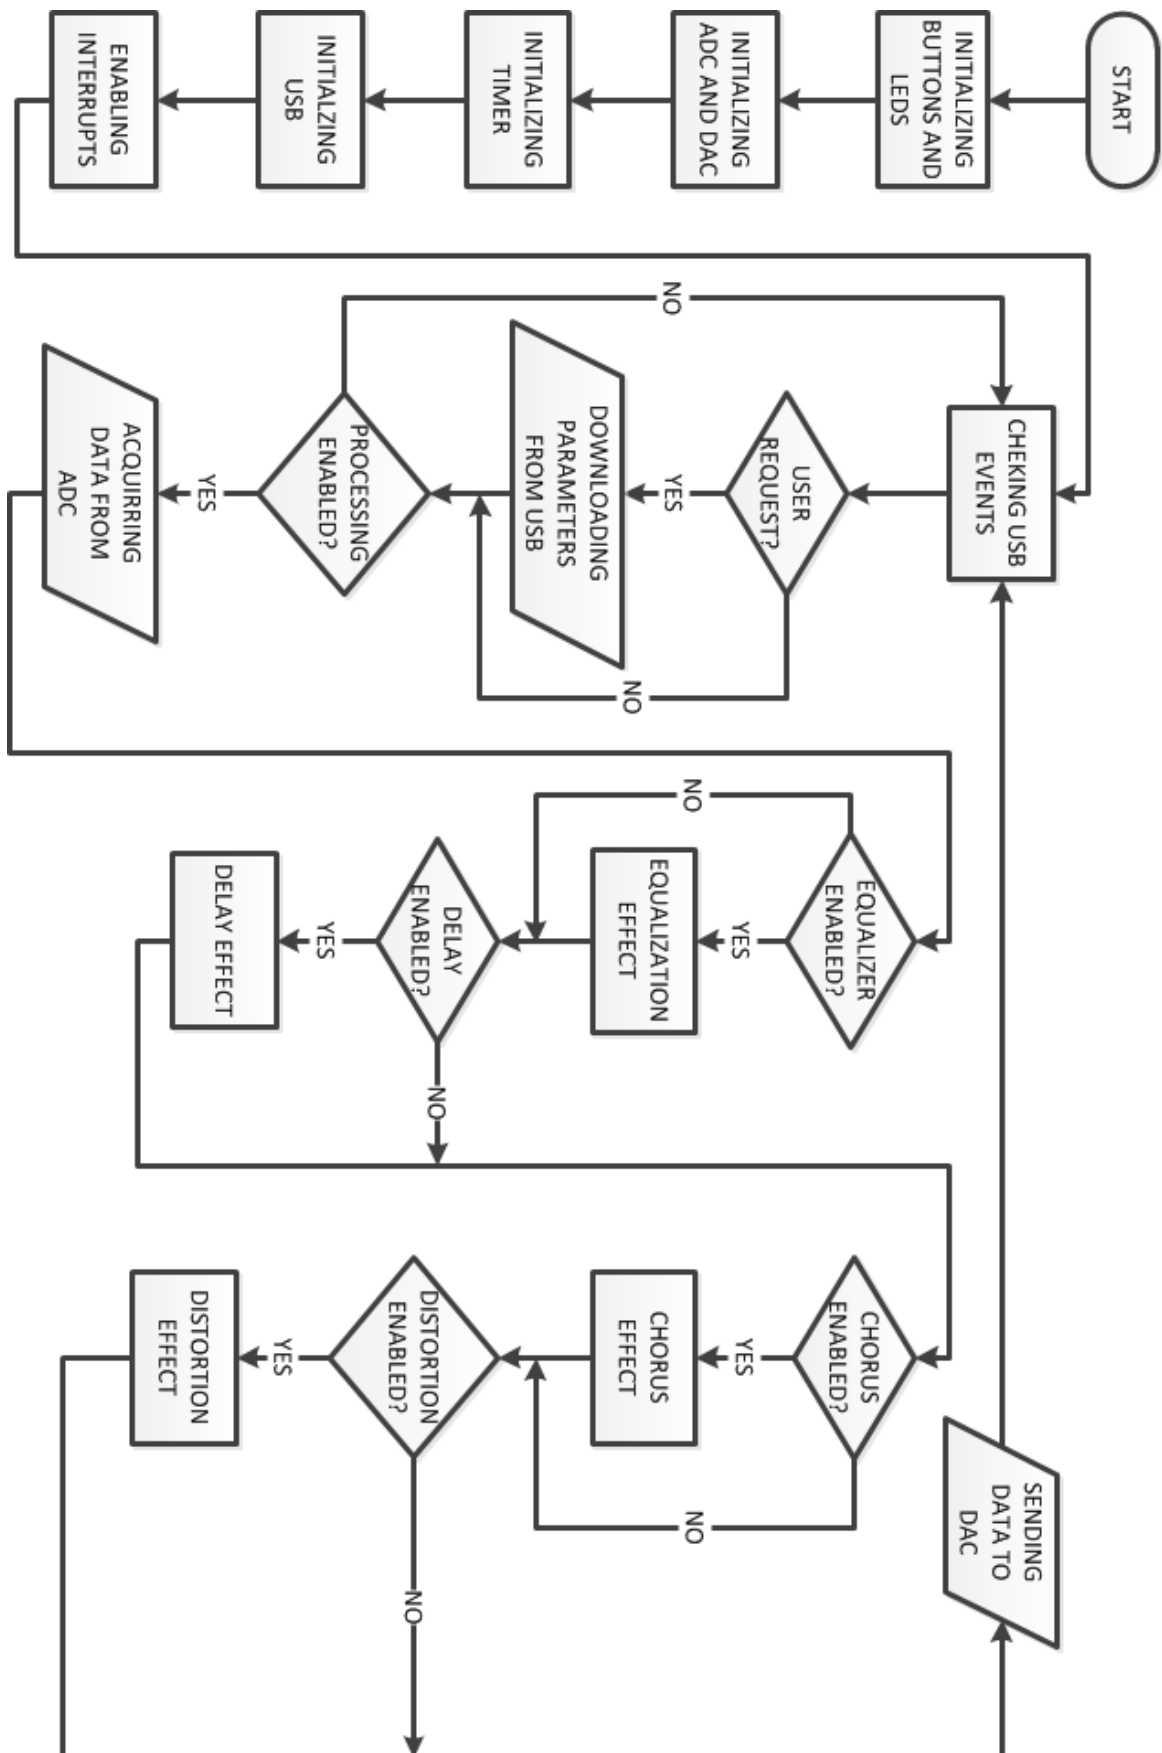 START
INITIALIZING
BUTTONS AND
LEDS
INITIALIZING
ADC AND DAC
INITIALIZING
TIMER
INITIALZING
USB
ENABLING
INTERRUPTS
CHEKING USB
EVENTS
USER
REQUEST?
YES
NO
DOWNLOADING
PARAMETERS
FROM USB
PROCESSING
ENABLED?
NO
YES
ACQUIRRING
DATA FROM
ADC
EQUALIZER
ENABLED?
NO
YES
EQUALIZATION
EFFECT
DELAY
ENABLED?
YES
NO
DELAY EFFECT
CHORUS
ENABLED?
YES
NO
CHORUS
EFFECT
DISTORTION
ENABLED?
YES
NO
DISTORTION
EFFECT
SENDING
DATA TO
DAC